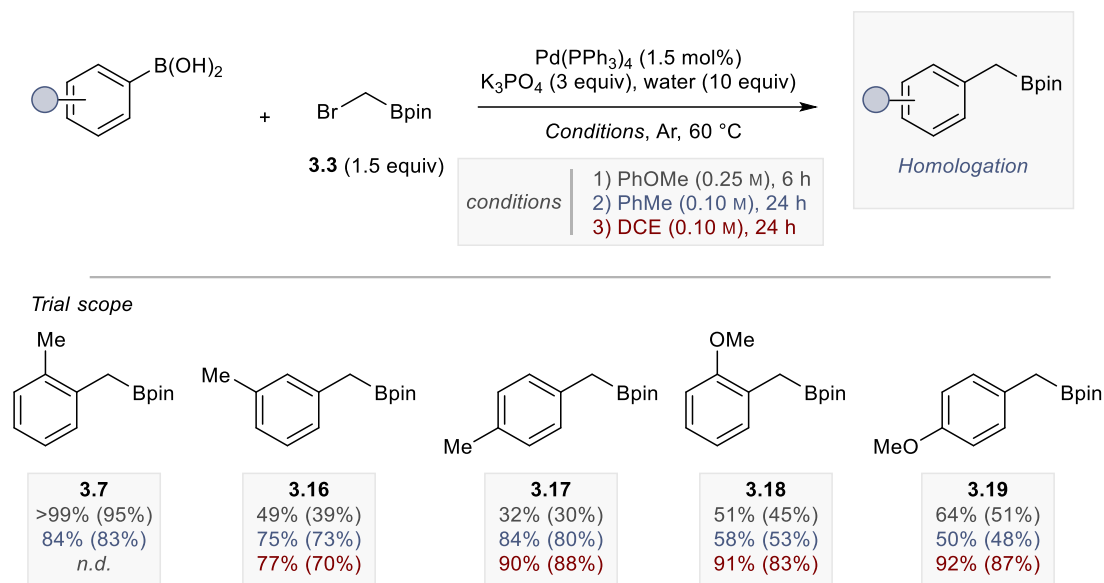 B(OH)2
+
Br
Bpin
3.3 (1.5 equiv)
Pd(PPh3)4 (1.5 mol%)
K3PO4 (3 equiv), water (10 equiv)
Conditions, Ar, 60 °C
conditions
1) PhOMe (0.25 M), 6 h
2) PhMe (0.10 M), 24 h
3) DCE (0.10 M), 24 h
Bpin
Homologation
Trial scope
Me
Bpin
3.7
>99% (95%)
84% (83%)
n.d.
Me
Bpin
3.16
49% (39%)
75% (73%)
77% (70%)
Bpin
Me
3.17
32% (30%)
84% (80%)
90% (88%)
OMe
Bpin
3.18
51% (45%)
58% (53%)
91% (83%)
Bpin
MeO
3.19
64% (51%)
50% (48%)
92% (87%)